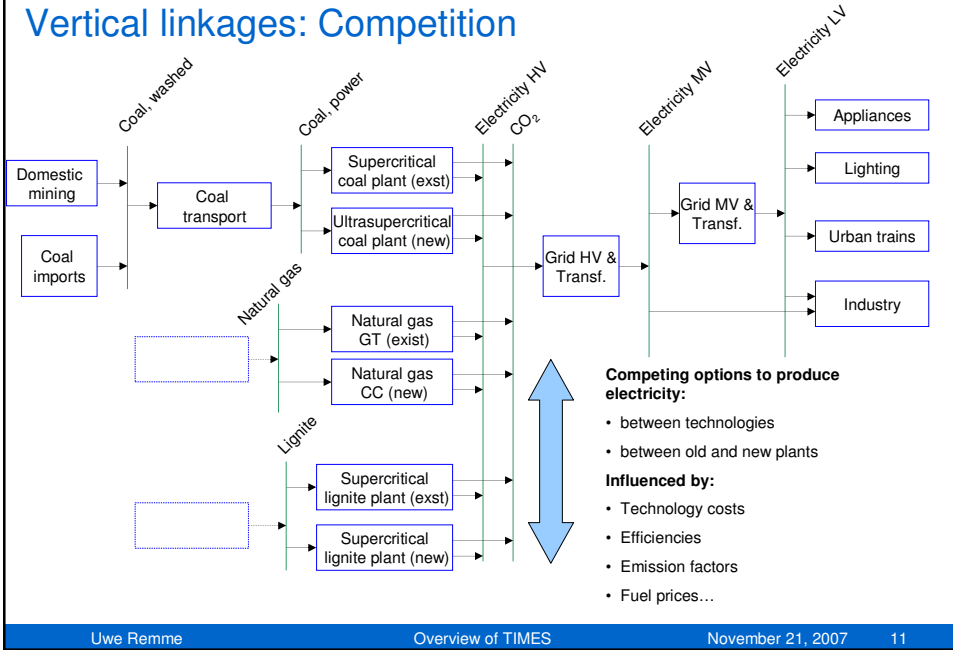 Vertical linkages: Competition
Coal, washed
Coal, power
Electricity HV
CO₂
Electricity MV
Electricity LV
Domestic
mining
Coal
imports
Coal
transport
Supercritical
coal plant (exst)
Ultrasupercritical
coal plant (new)
Natural gas
Natural gas
GT (exist)
Natural gas
CC (new)
Lignite
Supercritical
lignite plant (exst)
Supercritical
lignite plant (new)
Grid HV &
Transf.
Grid MV &
Transf.
Appliances
Lighting
Urban trains
Industry
Competing options to produce
electricity:
• between technologies
• between old and new plants
Influenced by:
• Technology costs
• Efficiencies
• Emission factors
• Fuel prices…
Uwe Remme
Overview of TIMES
November 21, 2007
11